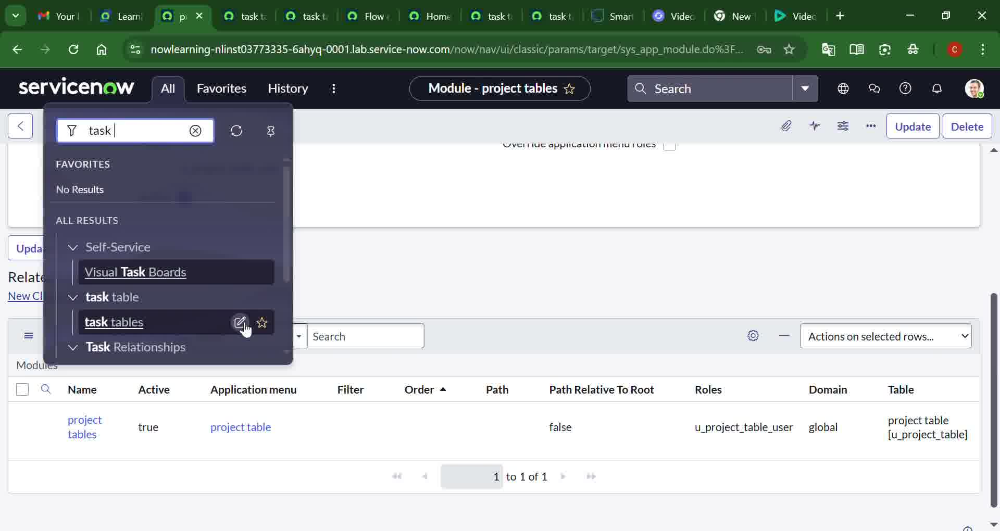 Your
Learn
p
task t
task t
Flow
Home
task t
task t
Smar
Video
New
Video
nowlearning-nlinst03773335-6ahyq-0001.lab.service-now.com/now/nav/ui/classic/params/target/sys_app_module.do%3F...
C
servicenow
All
Favorites
History
Module - project tables
Search
task
Update
Delete
Override application menu roles
FAVORITES
No Results
ALL RESULTS
Self-Service
Visual Task Boards
task table
task tables
Task Relationships
Upda
Relate
New Cl
Search
Actions on selected rows...
Modules
Name Active Application menu Filter Order Path Path Relative To Root Roles Domain Table
project tables true project table false u_project_table_user global project table [u_project_table]
1 to 1 of 1